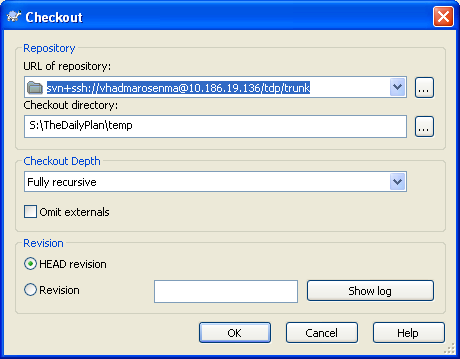 Checkout
Repository
URL of repository:
svn+ssh://vhadmarosenma@10.186.19.136/tdp/trunk
...
Checkout directory:
S:\TheDailyPlan\temp
...
Checkout Depth
Fully recursive
Omit externals
Revision
HEAD revision
Revision
Show log
OK
Cancel
Help